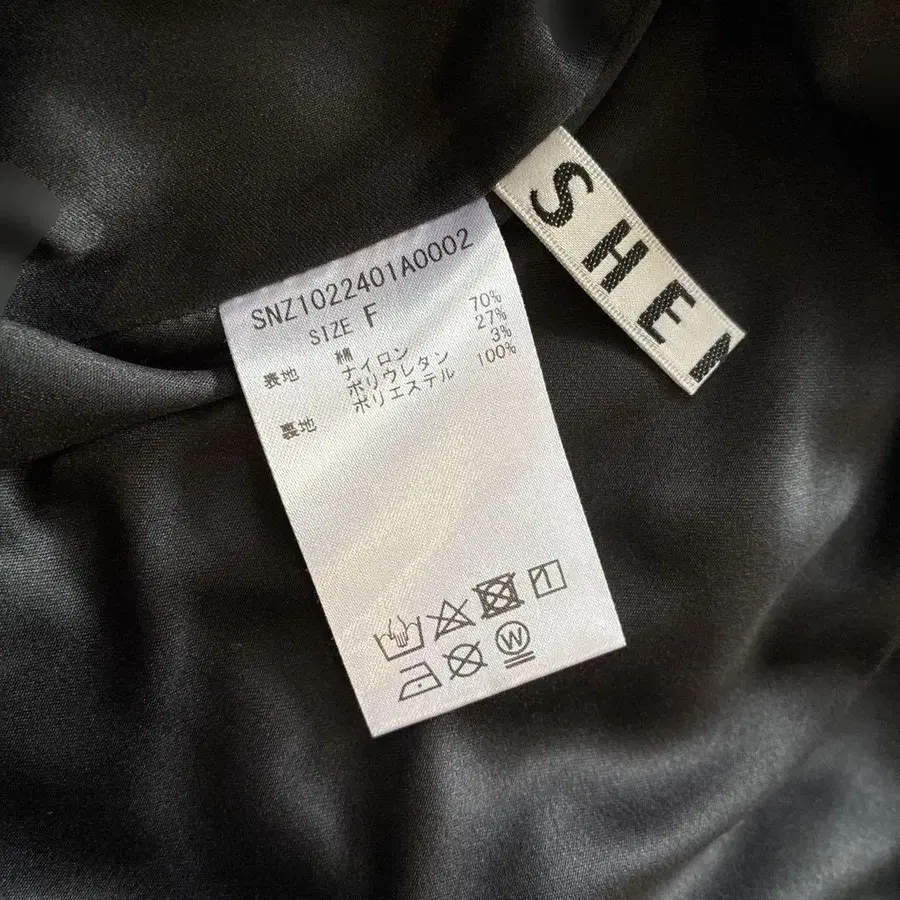 SNZ1022401A0002
SIZE F
表地 綿 70%
ナイロン 27%
ポリウレタン 3%
裏地 ポリエステル 100%
W
SHE